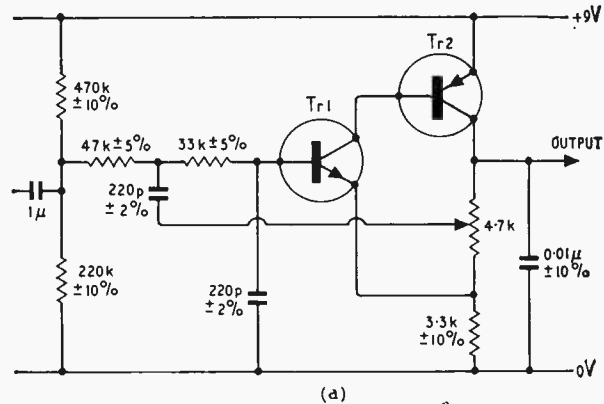 +9V
Tr2
Tr1
470k
±10%
47k±5%
33k±5%
OUTPUT
1μ
220p
±2%
4·7k
0·01μ
±10%
220k
±10%
220p
±2%
3·3k
±10%
0V
(a)